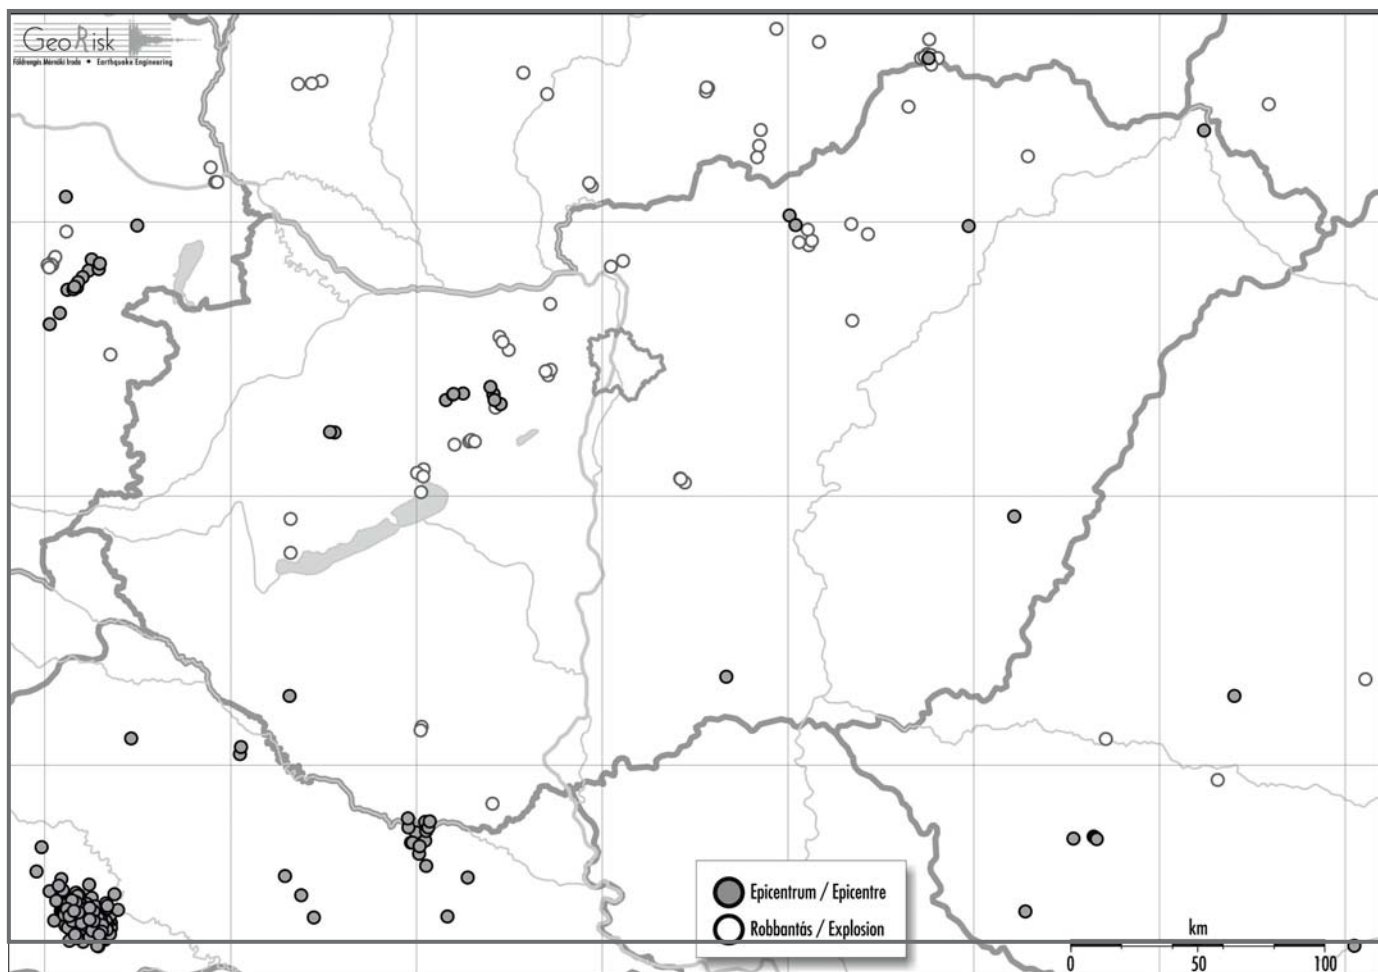 GeoRisk
Földrengés Mérnöki Iroda • Earthquake Engineering
Epicentrum / Epicentre
Robbantás / Explosion
km
0 50 100